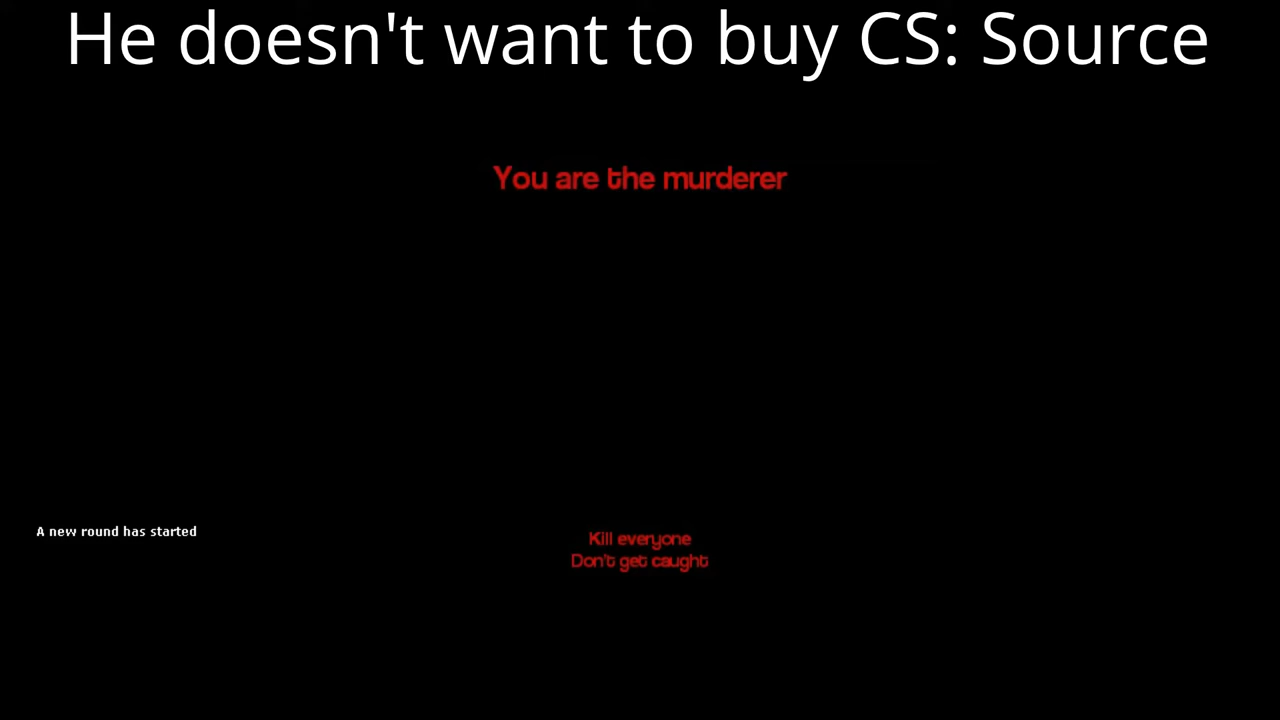 He doesn't want to buy CS: Source
You are the murderer
A new round has started
Kill everyone
Don't get caught